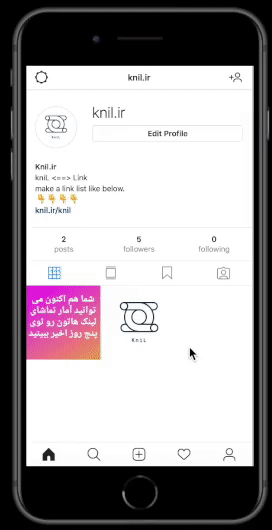 knil.ir
knil.ir
Edit Profile
Knil.ir
kniL <==> Link
make a link list like below.
👇👇👇👇
knil.ir/knil
2
5
0
posts
followers
following
شما هم اکنون می
توانید آمار تماشای
لینک هاتون رو توی
پنج روز اخیر ببینید
KniL